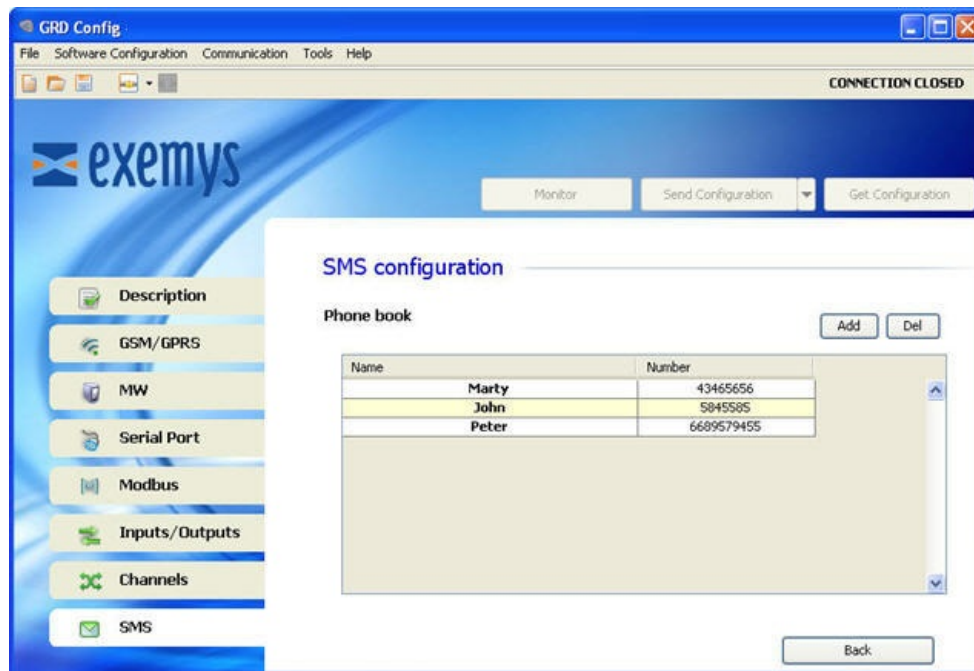 GRD Config
File Software Configuration Communication Tools Help
CONNECTION CLOSED
exemys
Monitor Send Configuration Get Configuration
SMS configuration
Description
Phone book
Add Del
GSM/GPRS
Name Number
MW
Marty 43465656
John 5845585
Peter 6689579455
Serial Port
Modbus
Inputs/Outputs
Channels
SMS
Back